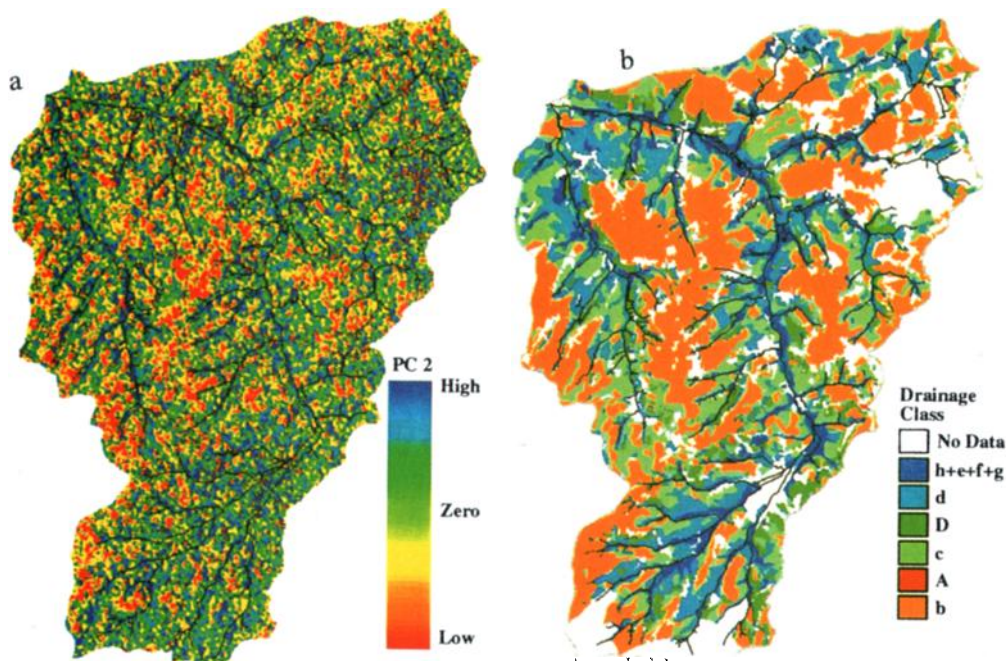 a
b
PC 2
High
Zero
Low
Drainage
Class
No Data
h+e+f+g
d
D
c
A
b